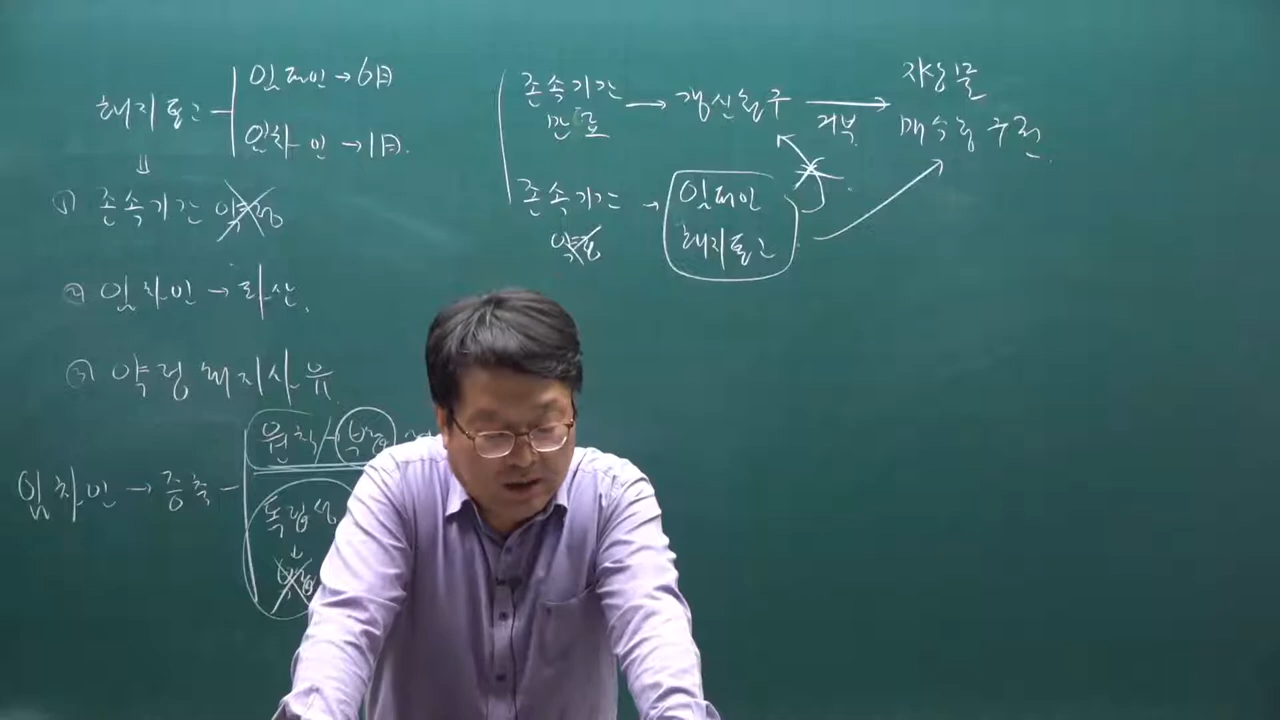 해지통고
임대인 → 6月
임차인 → 1月.
⇓
① 존속기간 약정
② 임차인 → 파산.
③ 약정 해지사유
임차인 → 증축
원칙 / 부합
독립성
↓
부합
존속기간
만료
→ 갱신청구 →
거부
지상물
매수청구권.
존속기간
약정
→ 임대인
해지통고